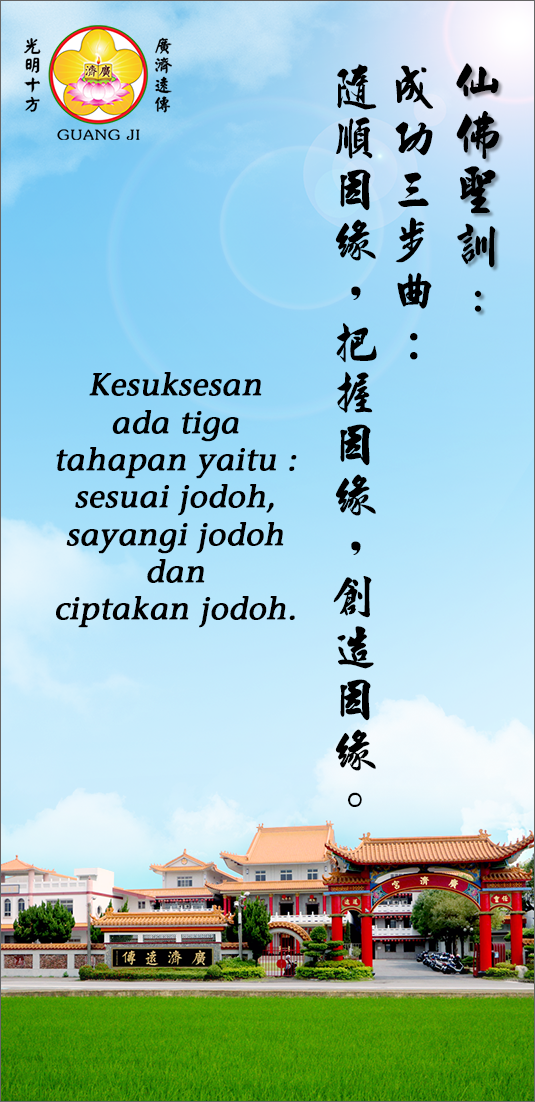 光明十方
廣濟
廣濟遠傳
GUANG JI
仙佛聖訓：
成功三步曲：
隨順因緣，把握因緣，創造因緣。
Kesuksesan
ada tiga
tahapan yaitu :
sesuai jodoh,
sayangi jodoh
dan
ciptakan jodoh.
宮濟廣
傳遠濟廣